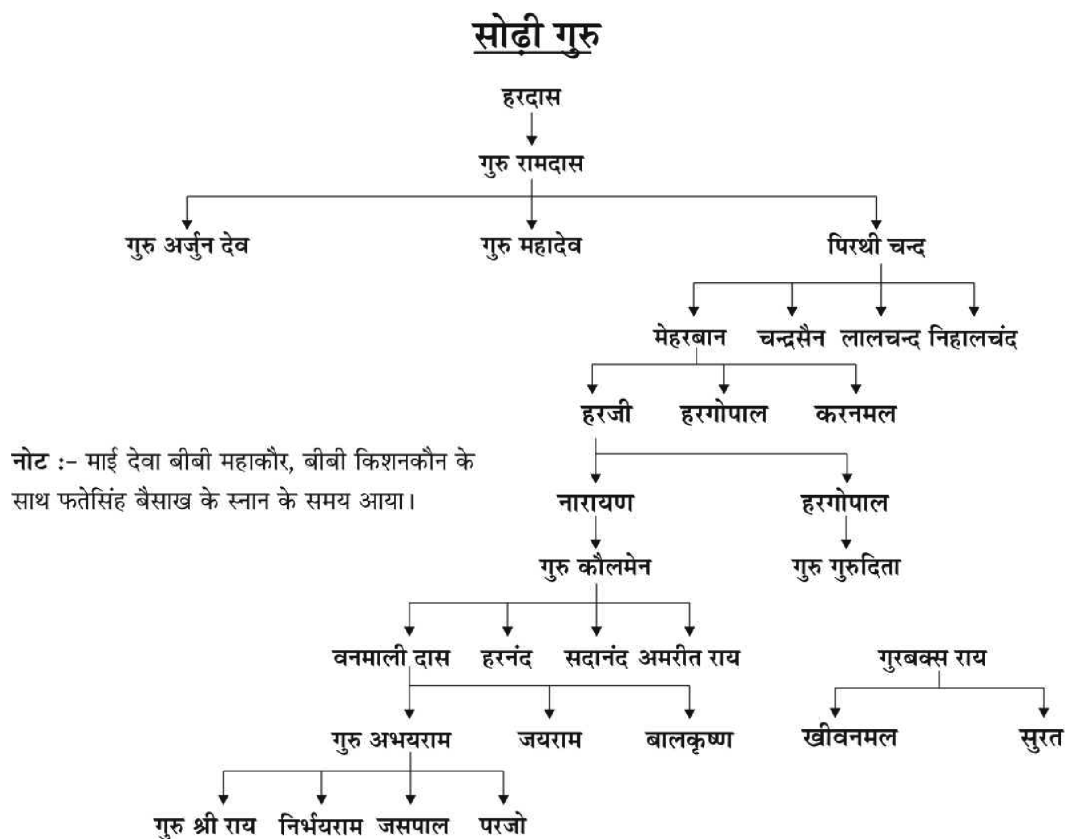 सोढ़ी गुरु
हरदास
गुरु रामदास
गुरु अर्जुन देव गुरु महादेव पिरथी चन्द
मेहरबान चन्द्रसैन लालचन्द निहालचंद
हरजी हरगोपाल करनमल
नोट :- माई देवा बीबी महाकौर, बीबी किशनकौन के
साथ फतेसिंह बैसाख के स्नान के समय आया।
नारायण हरगोपाल
गुरु कौलमेन गुरु गुरुदिता
वनमाली दास हरनंद सदानंद अमरीत राय गुरबक्स राय
गुरु अभयराम जयराम बालकृष्ण खीवनमल सुरत
गुरु श्री राय निर्भयराम जसपाल परजो